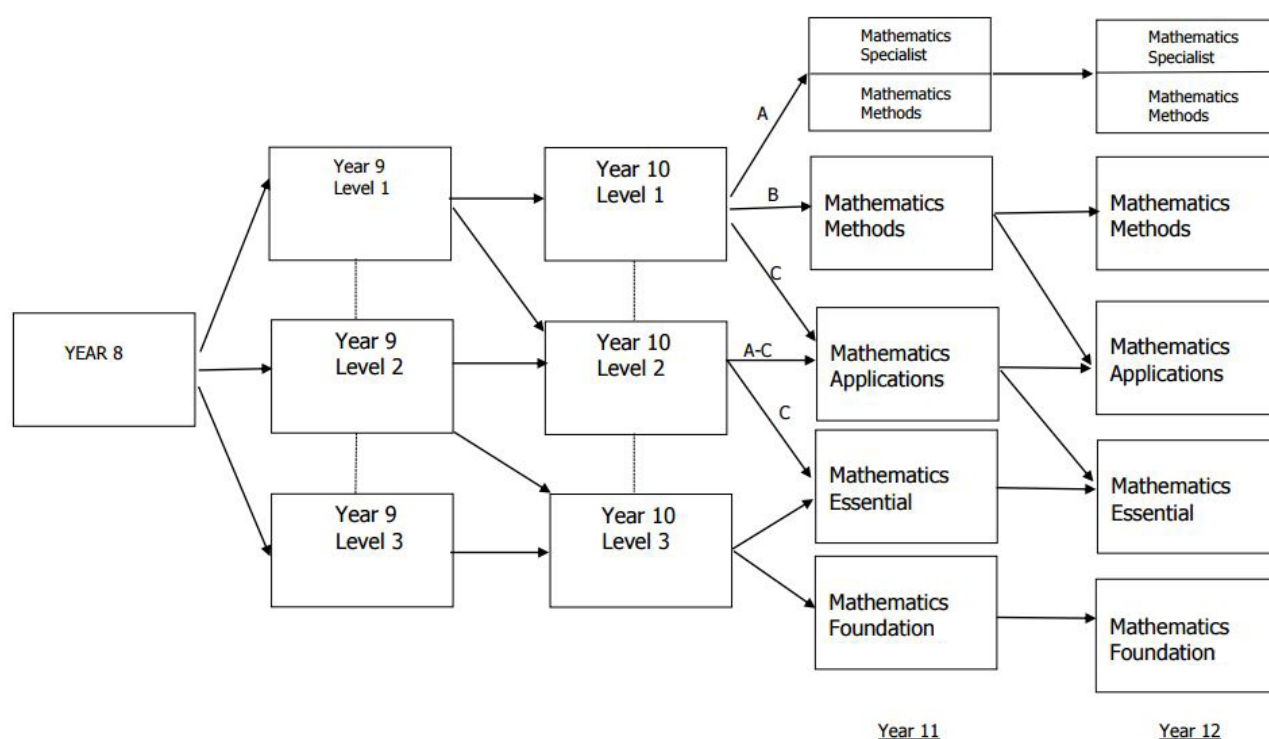 YEAR 8
Year 9
Level 1
Year 9
Level 2
Year 9
Level 3
Year 10
Level 1
Year 10
Level 2
Year 10
Level 3
A
B
C
A-C
C
Mathematics
Specialist
Mathematics
Methods
Mathematics
Methods
Mathematics
Applications
Mathematics
Essential
Mathematics
Foundation
Year 11
Mathematics
Specialist
Mathematics
Methods
Mathematics
Methods
Mathematics
Applications
Mathematics
Essential
Mathematics
Foundation
Year 12